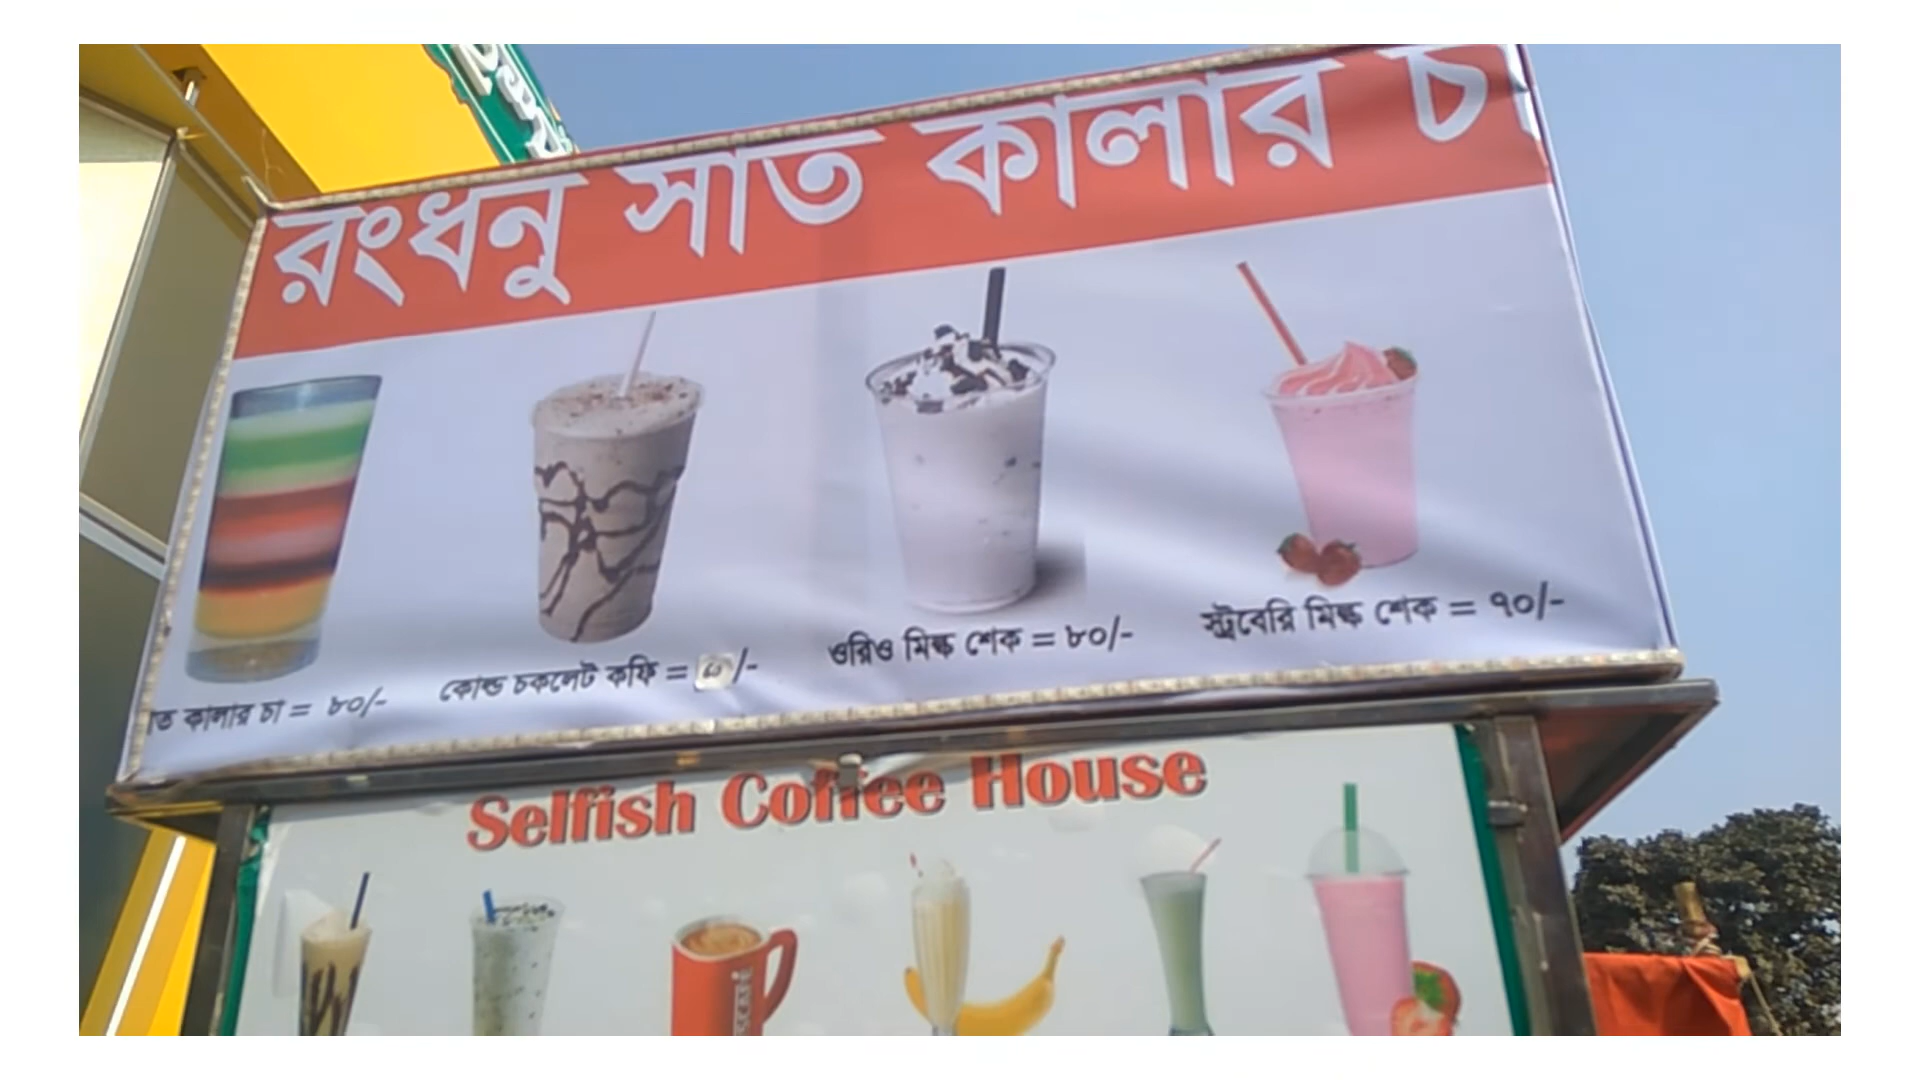 রংধনু সাত কালার চা
াত কালার চা = ৮০/-
কোল্ড চকলেট কফি = /-
ওরিও মিল্ক শেক = ৮০/-
স্ট্রবেরি মিল্ক শেক = ৭০/-
Selfish Coffee House